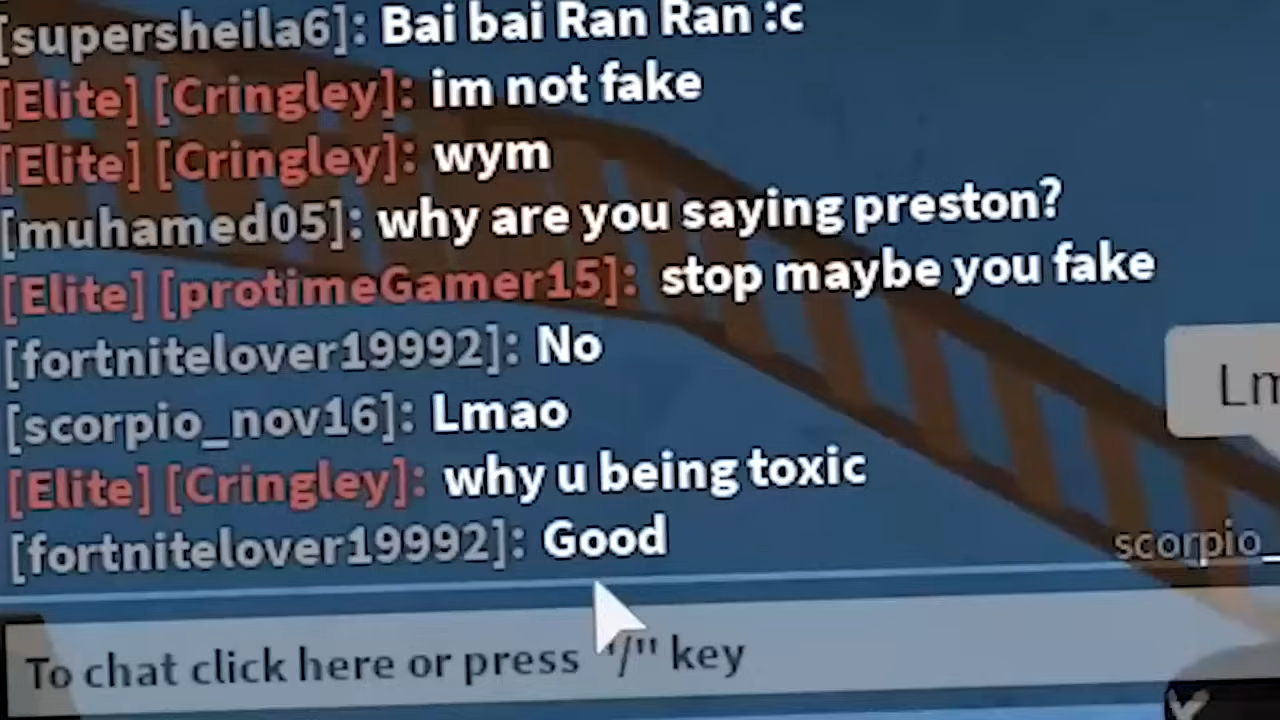 [supersheila6]: Bai bai Ran Ran :c
[Elite] [Cringley]: im not fake
[Elite] [Cringley]: wym
[muhamed05]: why are you saying preston?
[Elite] [protimeGamer15]: stop maybe you fake
[fortnitelover19992]: No
[scorpio_nov16]: Lmao
[Elite] [Cringley]: why u being toxic
[fortnitelover19992]: Good
Lm
scorpio_
To chat click here or press "/" key